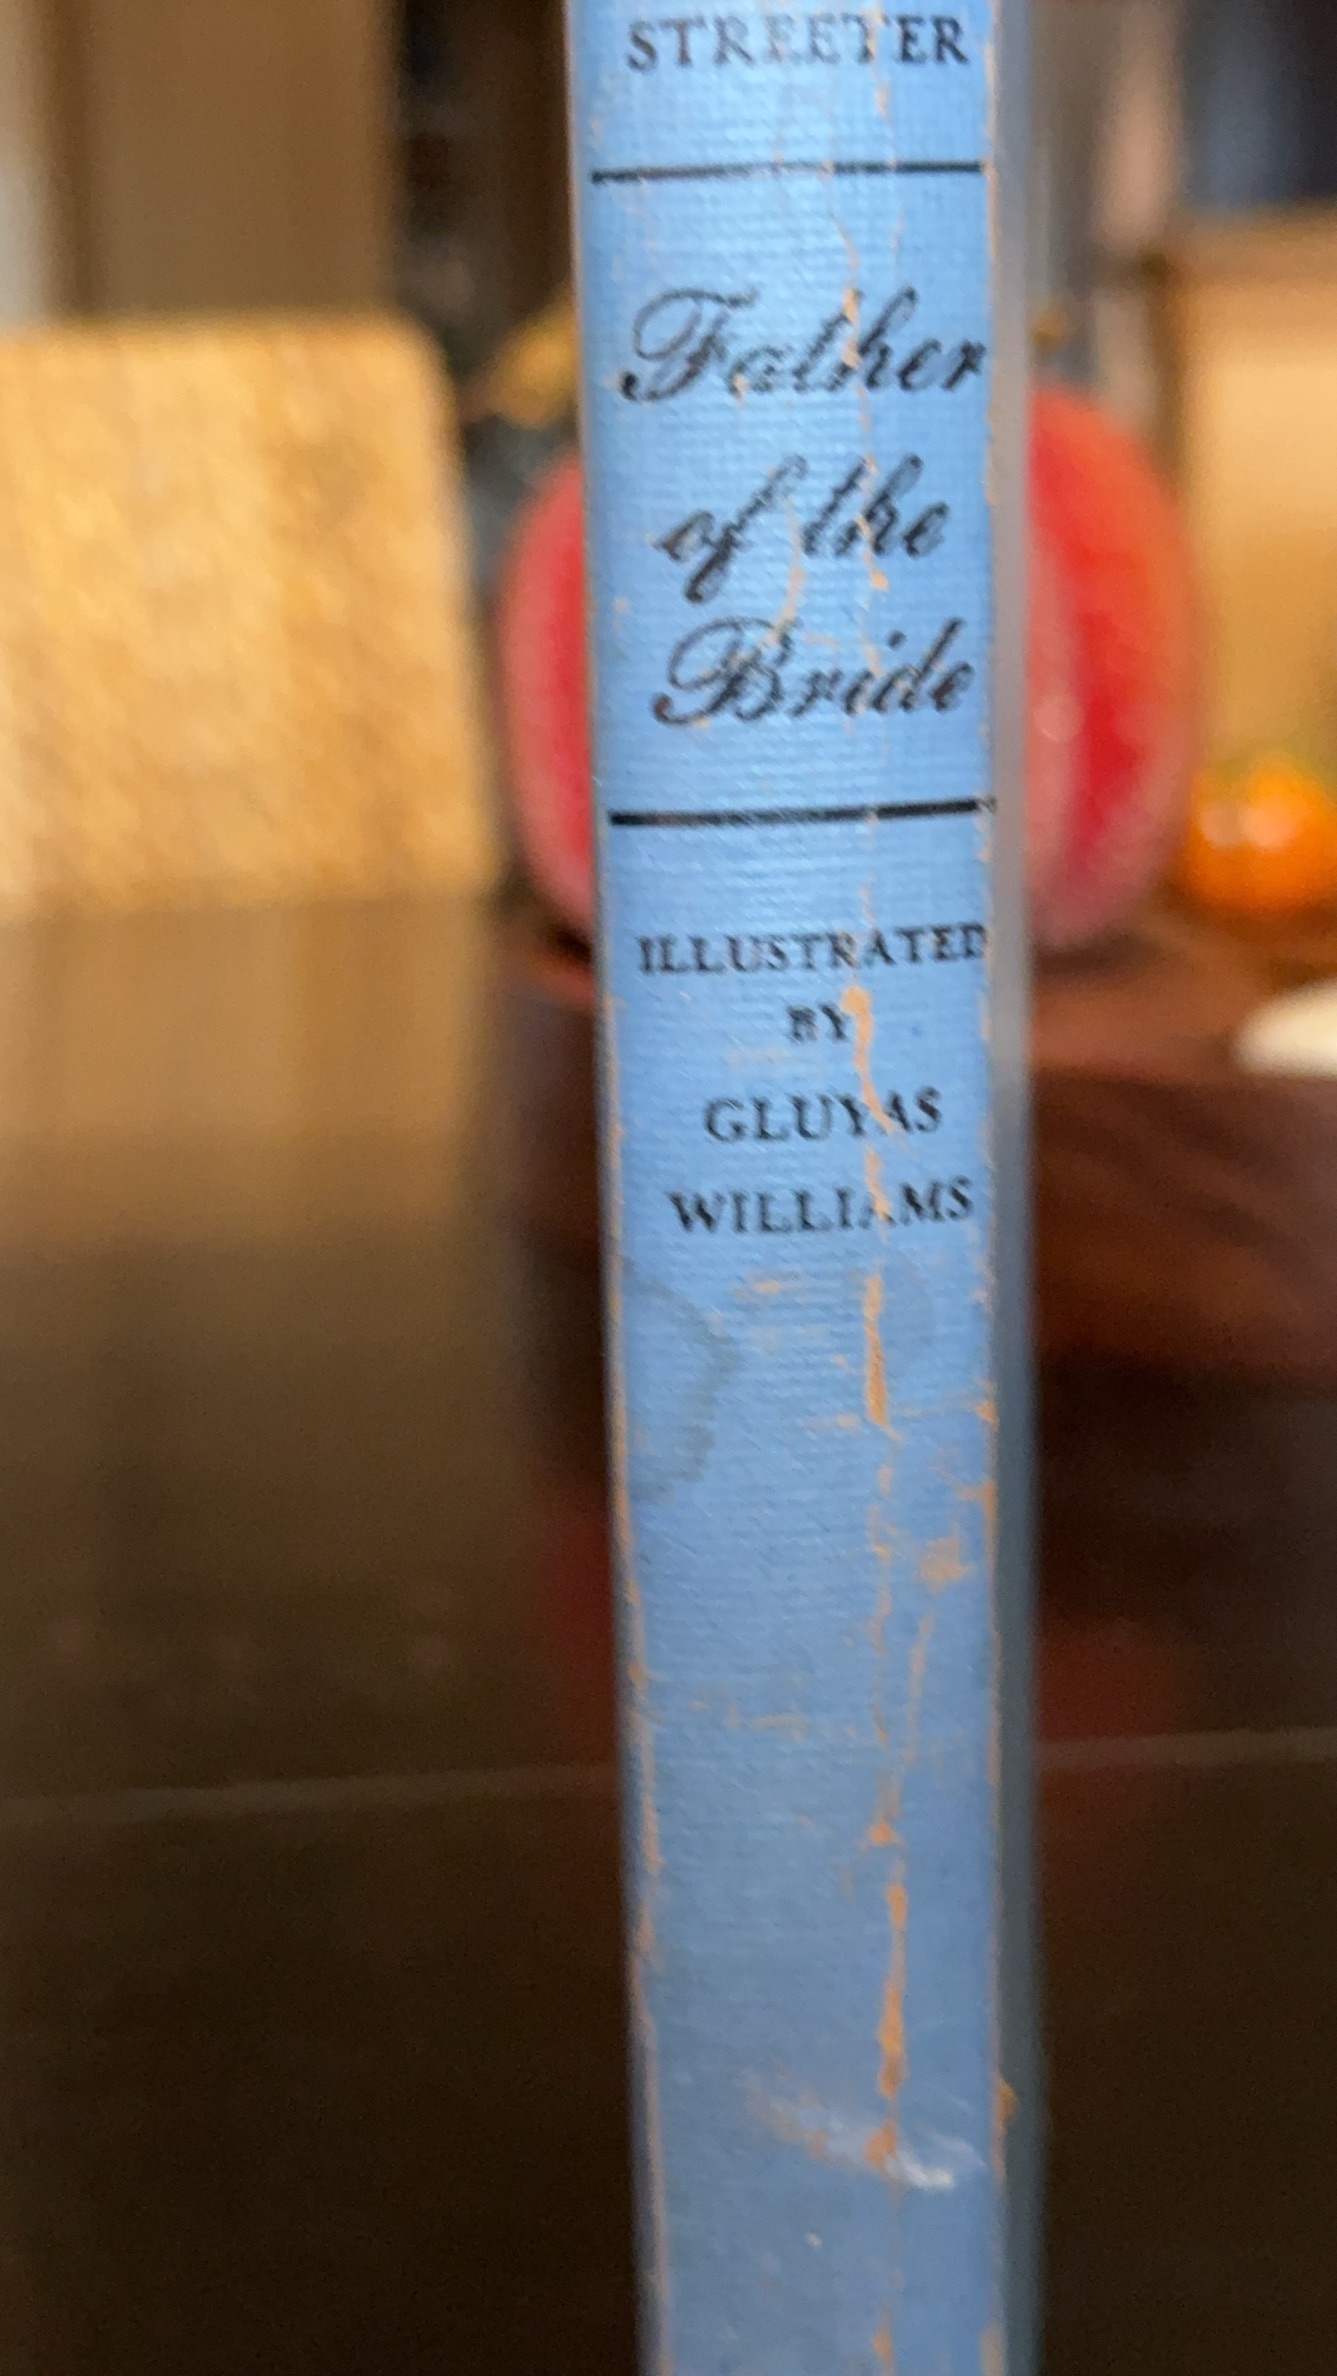 STREETER
Father
of the
Bride
ILLUSTRATED
BY
GLUYAS
WILLIAMS